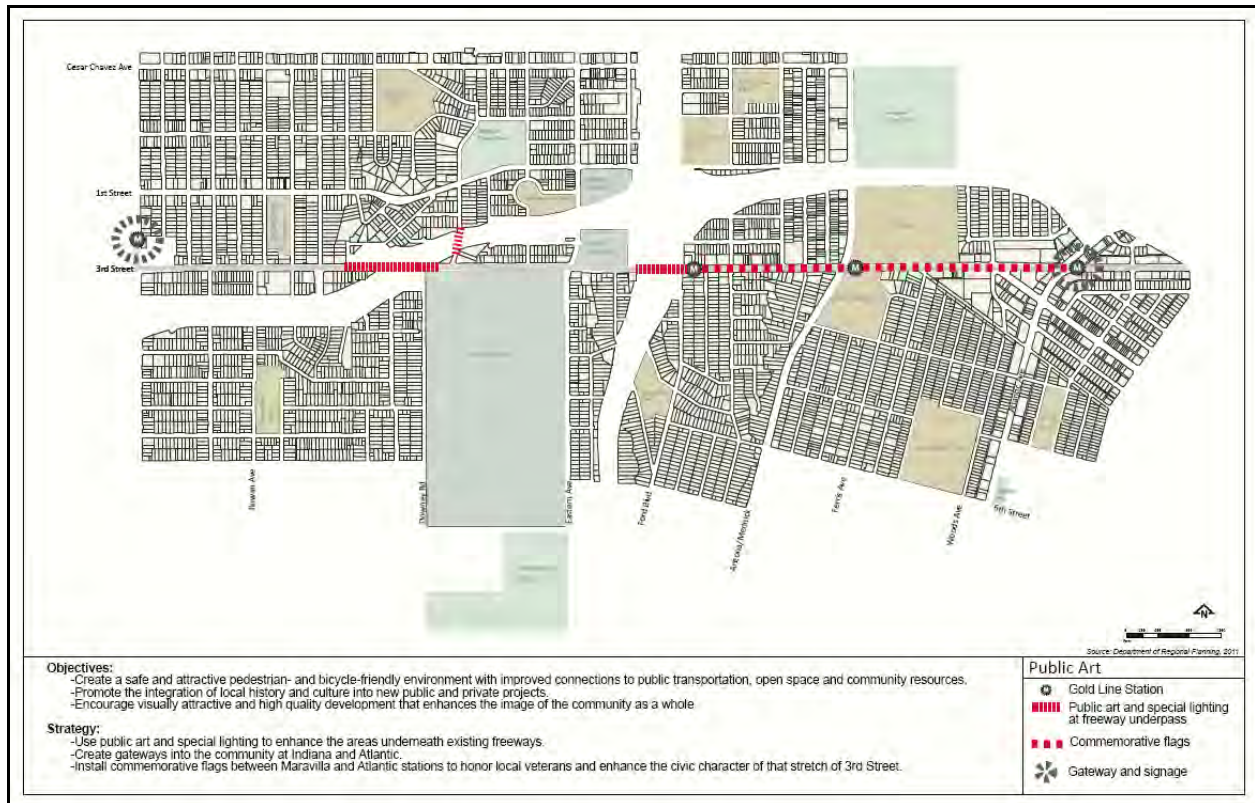 Cesar Chavez Ave
1st Street
M
3rd Street
M
M
M
Rowan Ave
Downey Rd
Eastern Ave
Ford Blvd
Ferris Ave
Woods Ave
5th Street
N
Source: Department of Regional Planning, 2011
Objectives:
-Create a safe and attractive pedestrian- and bicycle-friendly environment with improved connections to public transportation, open space and community resources.
-Promote the integration of local history and culture into new public and private projects.
-Encourage visually attractive and high quality development that enhances the image of the community as a whole
Strategy:
-Use public art and special lighting to enhance the areas underneath existing freeways.
-Create gateways into the community at Indiana and Atlantic.
-Install commemorative flags between Maravilla and Atlantic stations to honor local veterans and enhance the civic character of that stretch of 3rd Street.
Public Art
M
Gold Line Station
Public art and special lighting
at freeway underpass
Commemorative flags
Gateway and signage